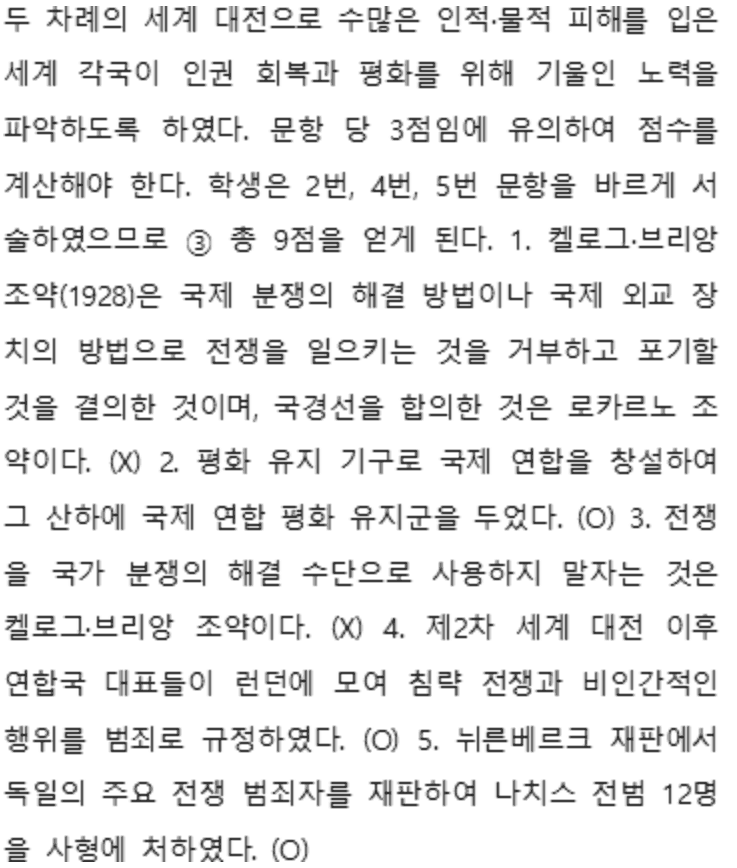 두 차례의 세계 대전으로 수많은 인적·물적 피해를 입은
세계 각국이 인권 회복과 평화를 위해 기울인 노력을
파악하도록 하였다. 문항 당 3점임에 유의하여 점수를
계산해야 한다. 학생은 2번, 4번, 5번 문항을 바르게 서
술하였으므로 ③ 총 9점을 얻게 된다. 1. 켈로그·브리앙
조약(1928)은 국제 분쟁의 해결 방법이나 국제 외교 장
치의 방법으로 전쟁을 일으키는 것을 거부하고 포기할
것을 결의한 것이며, 국경선을 합의한 것은 로카르노 조
약이다. (X) 2. 평화 유지 기구로 국제 연합을 창설하여
그 산하에 국제 연합 평화 유지군을 두었다. (O) 3. 전쟁
을 국가 분쟁의 해결 수단으로 사용하지 말자는 것은
켈로그·브리앙 조약이다. (X) 4. 제2차 세계 대전 이후
연합국 대표들이 런던에 모여 침략 전쟁과 비인간적인
행위를 범죄로 규정하였다. (O) 5. 뉘른베르크 재판에서
독일의 주요 전쟁 범죄자를 재판하여 나치스 전범 12명
을 사형에 처하였다. (O)